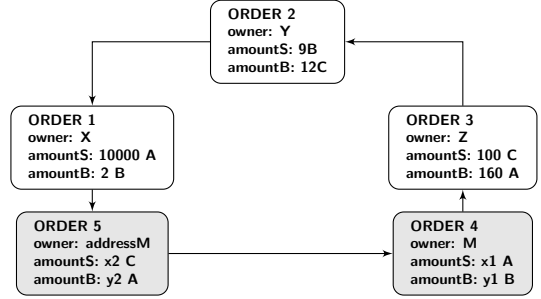 ORDER 2
owner: Y
amountS: 9B
amountB: 12C
ORDER 1
owner: X
amountS: 10000 A
amountB: 2 B
ORDER 3
owner: Z
amountS: 100 C
amountB: 160 A
ORDER 5
owner: addressM
amountS: x2 C
amountB: y2 A
ORDER 4
owner: M
amountS: x1 A
amountB: y1 B